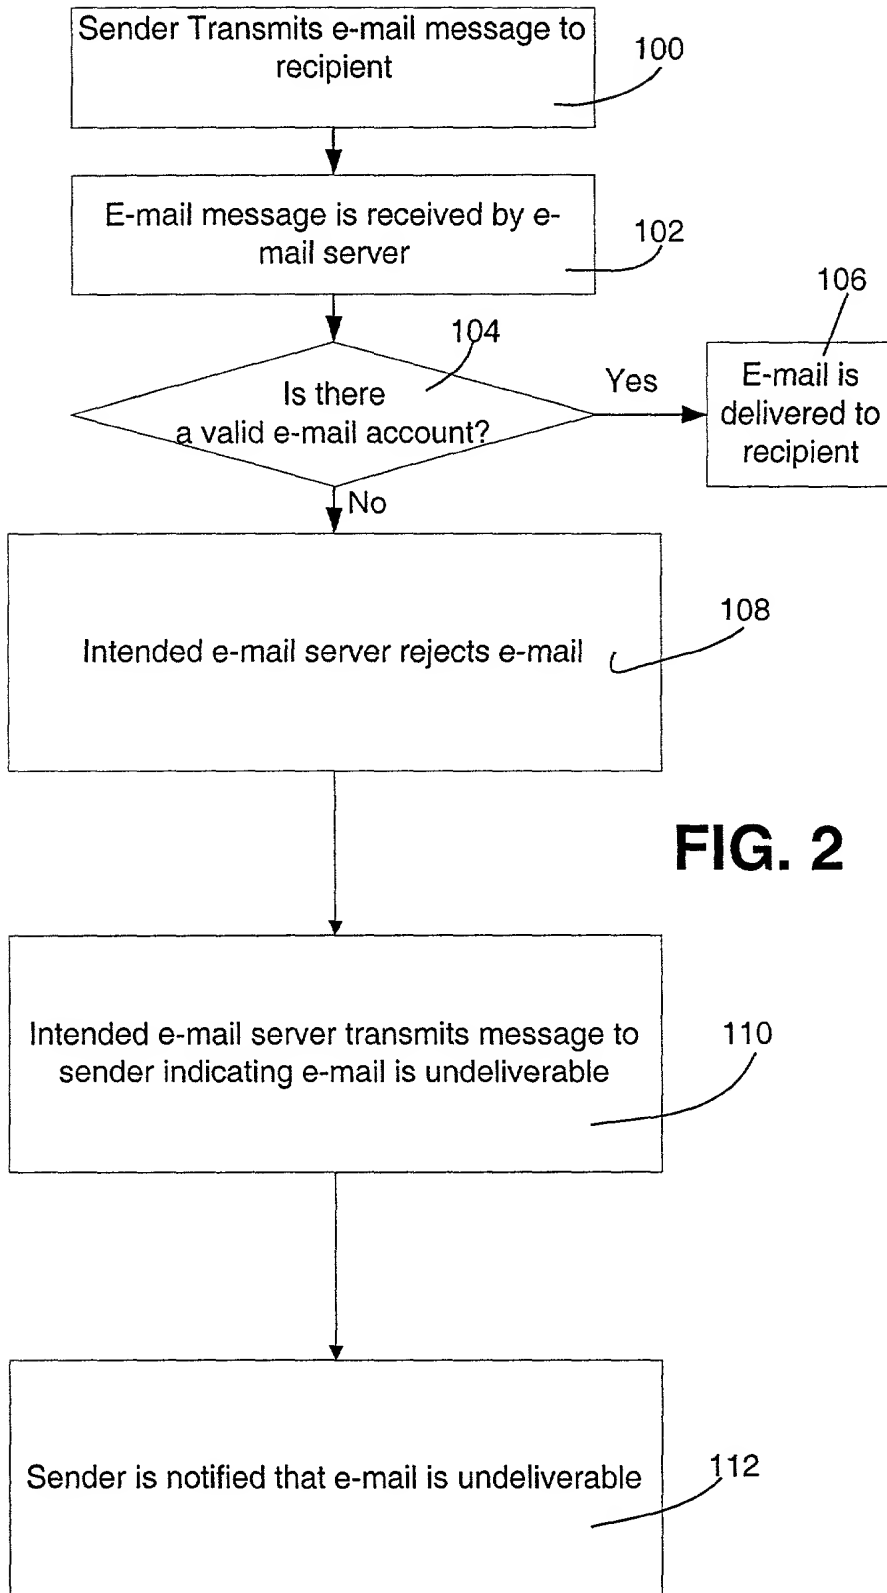 Sender Transmits e-mail message to
recipient
100
E-mail message is received by e-
mail server
102
104
106
Is there
a valid e-mail account?
Yes
E-mail is
delivered to
recipient
No
Intended e-mail server rejects e-mail
108
FIG. 2
Intended e-mail server transmits message to
sender indicating e-mail is undeliverable
110
Sender is notified that e-mail is undeliverable
112